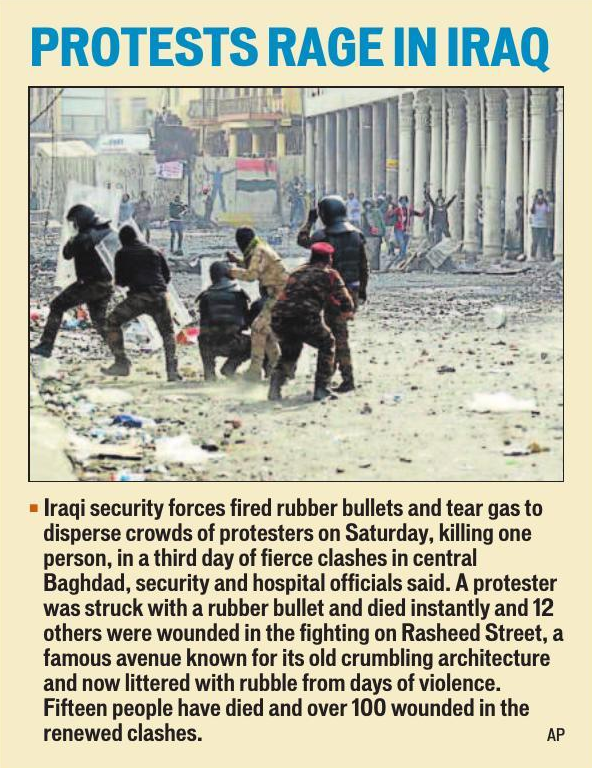 PROTESTS RAGE IN IRAQ
▪ Iraqi security forces fired rubber bullets and tear gas to
disperse crowds of protesters on Saturday, killing one
person, in a third day of fierce clashes in central
Baghdad, security and hospital officials said. A protester
was struck with a rubber bullet and died instantly and 12
others were wounded in the fighting on Rasheed Street, a
famous avenue known for its old crumbling architecture
and now littered with rubble from days of violence.
Fifteen people have died and over 100 wounded in the
renewed clashes.
AP